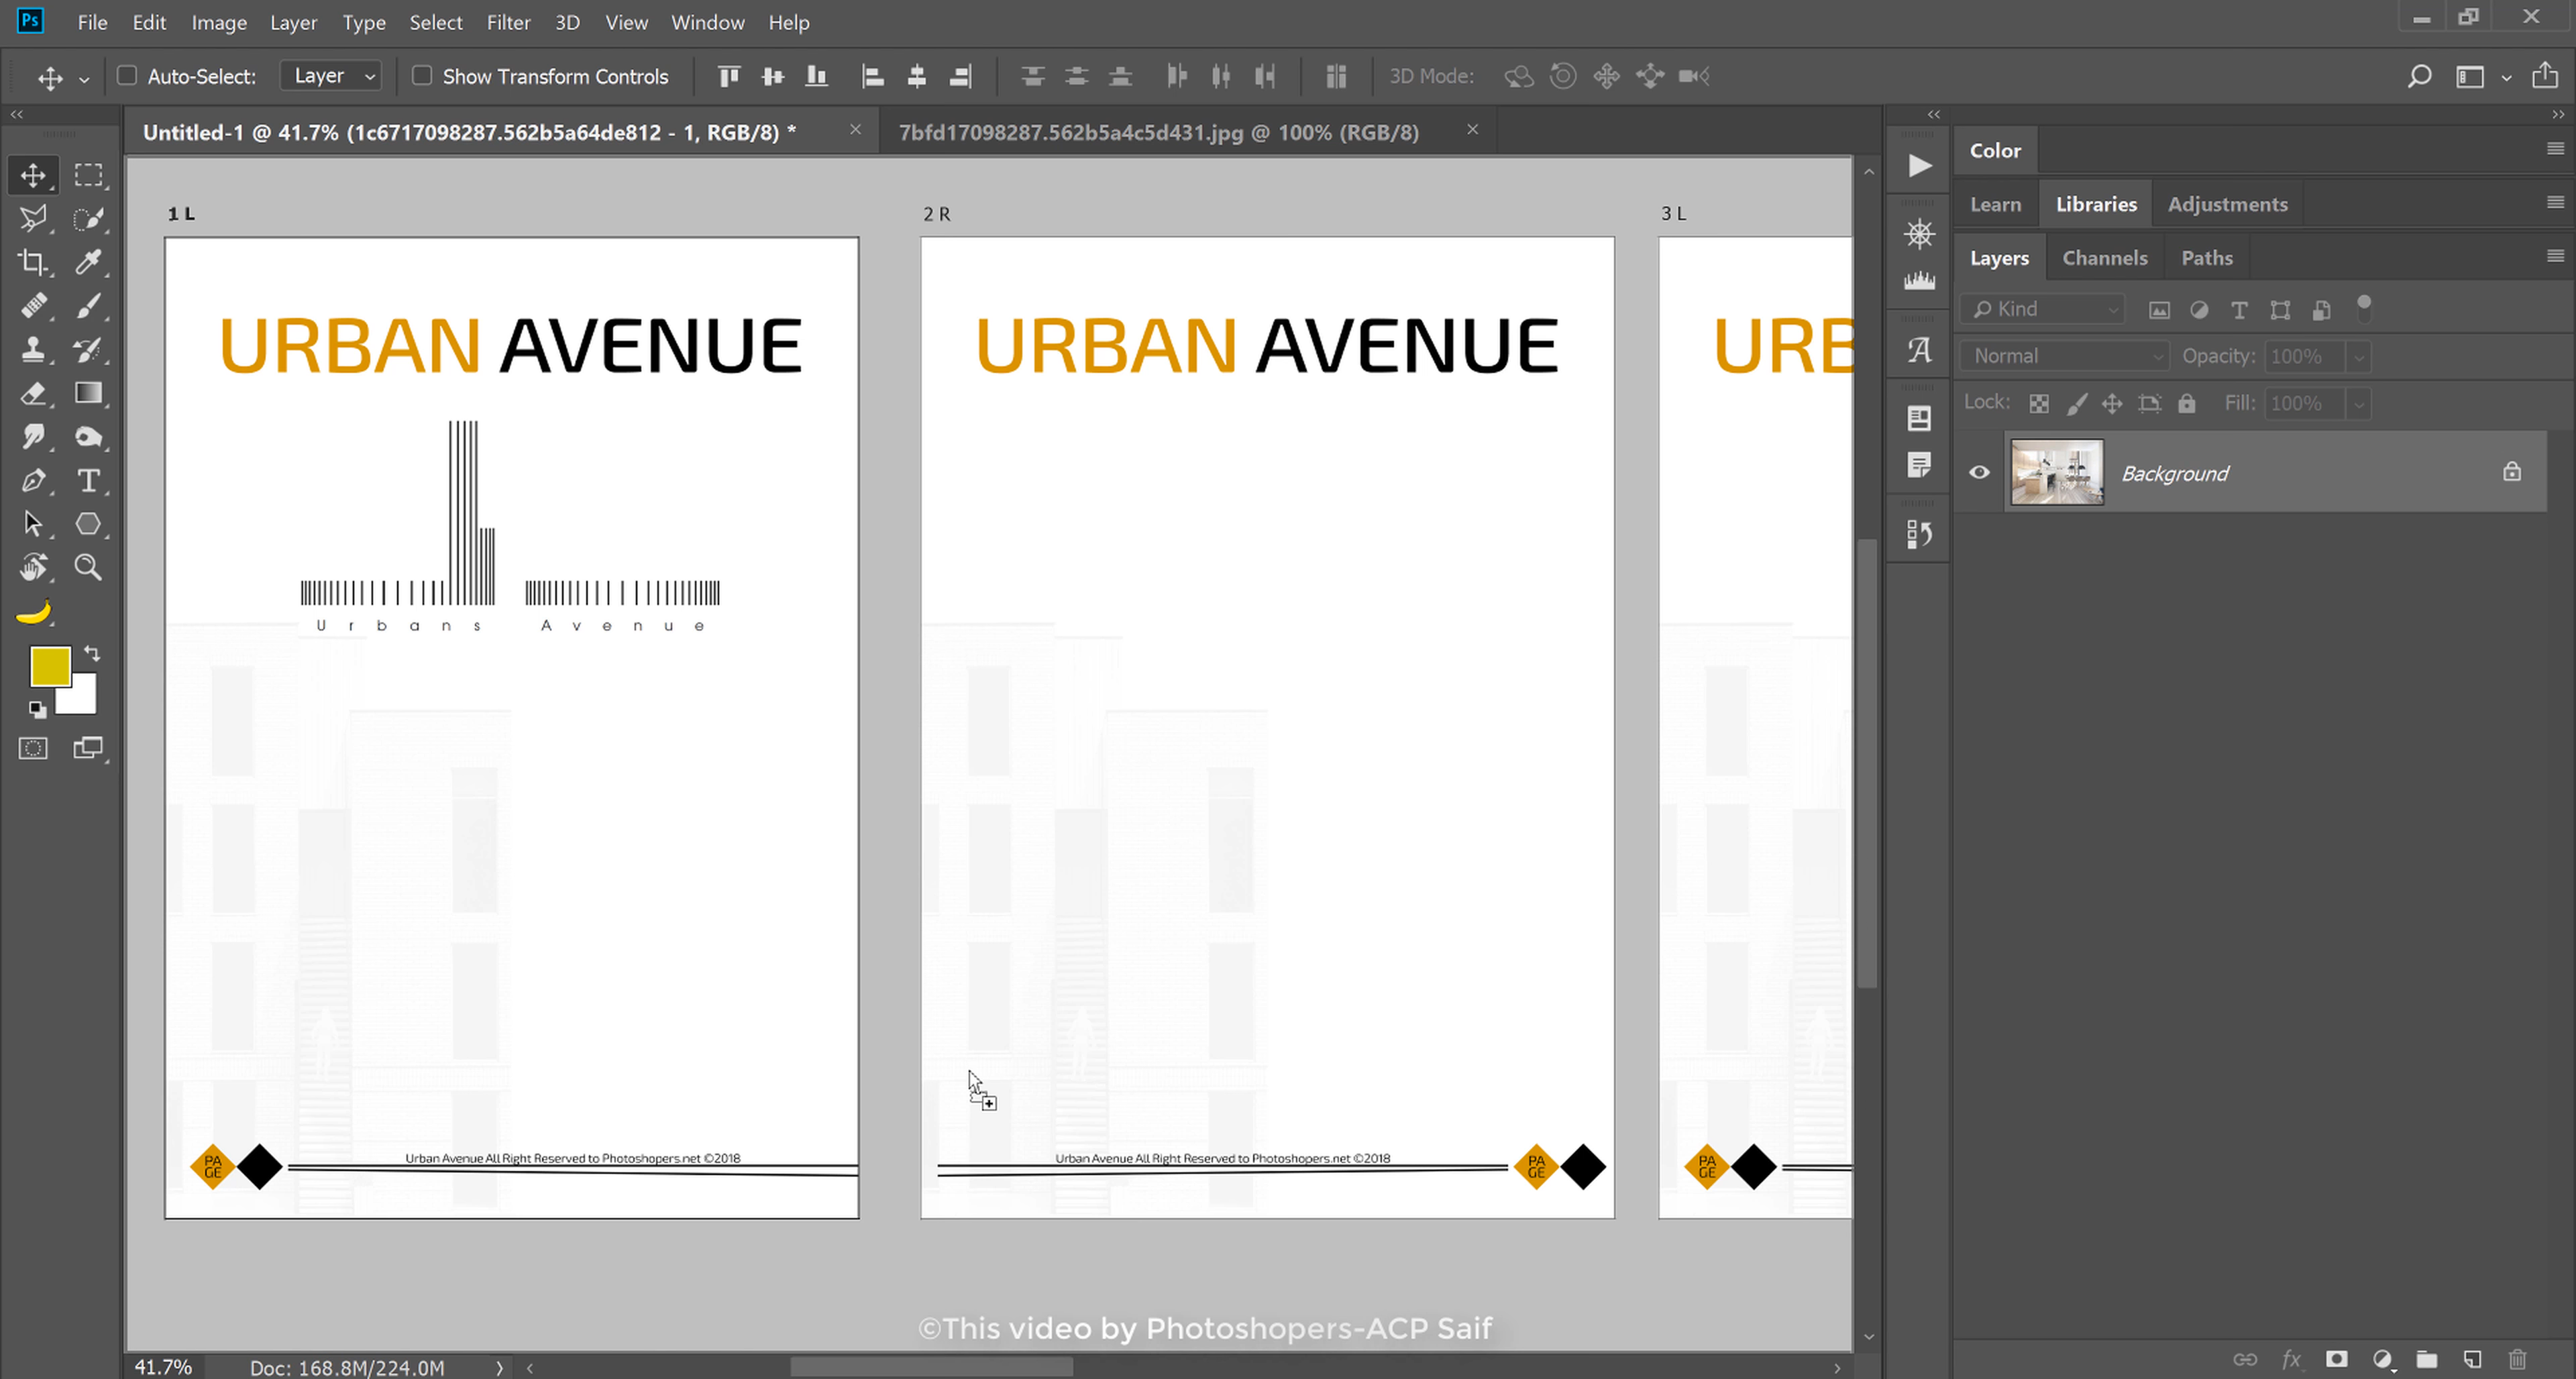 Ps File Edit Image Layer Type Select Filter 3D View Window Help
Auto-Select: Layer Show Transform Controls 3D Mode:
Untitled-1 @ 41.7% (1c6717098287.562b5a64de812 - 1, RGB/8) *
7bfd17098287.562b5a4c5d431.jpg @ 100% (RGB/8)
Color
Learn Libraries Adjustments
Layers Channels Paths
Kind
Normal Opacity: 100%
Lock: Fill: 100%
Background
1 L
2 R
3 L
URBAN AVENUE
URBAN AVENUE
URB
Urbans Avenue
PA
GE
Urban Avenue All Right Reserved to Photoshopers.net ©2018
Urban Avenue All Right Reserved to Photoshopers.net ©2018
PA
GE
PA
GE
©This video by Photoshopers-ACP Saif
41.7% Doc: 168.8M/224.0M
fx